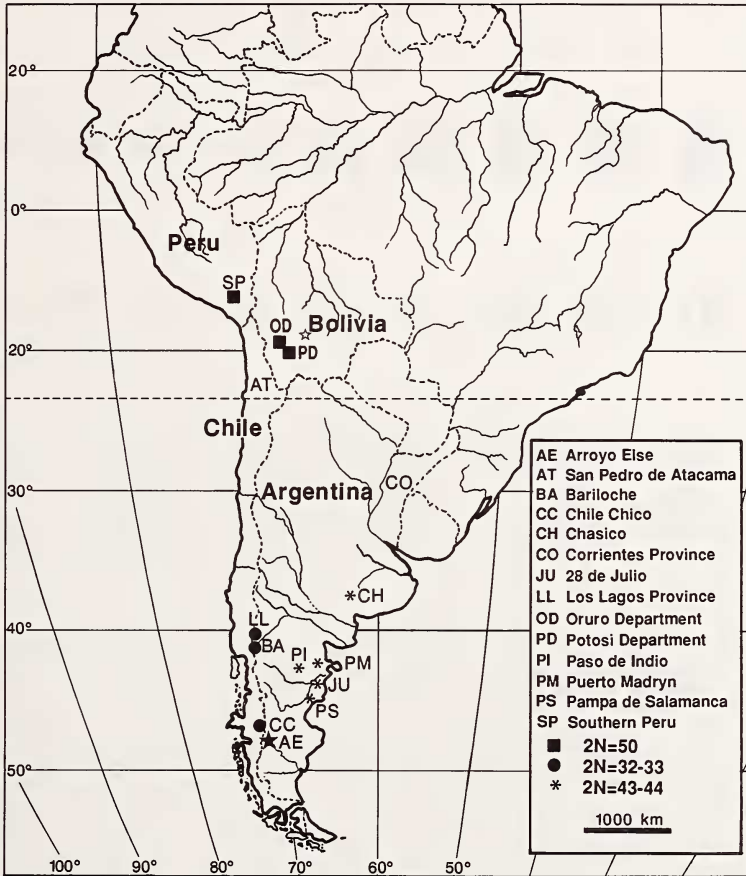 20°
0°
Peru
SP
OD
Bolivia
PD
20°
AT
Chile
CO
Argentina
30°
CH
LL
40°
BA
PI
PM
JU
PS
CC
AE
50°
100°
90°
80°
70°
60°
50°
AE Arroyo Else
AT San Pedro de Atacama
BA Bariloche
CC Chile Chico
CH Chasico
CO Corrientes Province
JU 28 de Julio
LL Los Lagos Province
OD Oruro Department
PD Potosi Department
PI Paso de Indio
PM Puerto Madryn
PS Pampa de Salamanca
SP Southern Peru
2N=50
2N=32-33
2N=43-44
1000 km